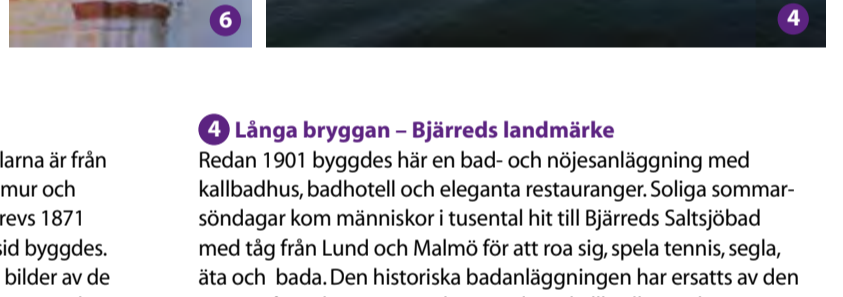 6
4
larna är från
mur och
revs 1871
sid byggdes.
bilder av de
4 Långa bryggan – Bjärreds landmärke
Redan 1901 byggdes här en bad- och nöjesanläggning med
kallbadhus, badhotell och eleganta restauranger. Soliga sommar-
söndagar kom människor i tusental hit till Bjärreds Saltsjöbad
med tåg från Lund och Malmö för att roa sig, spela tennis, segla,
äta och bada. Den historiska badanläggningen har ersatts av den